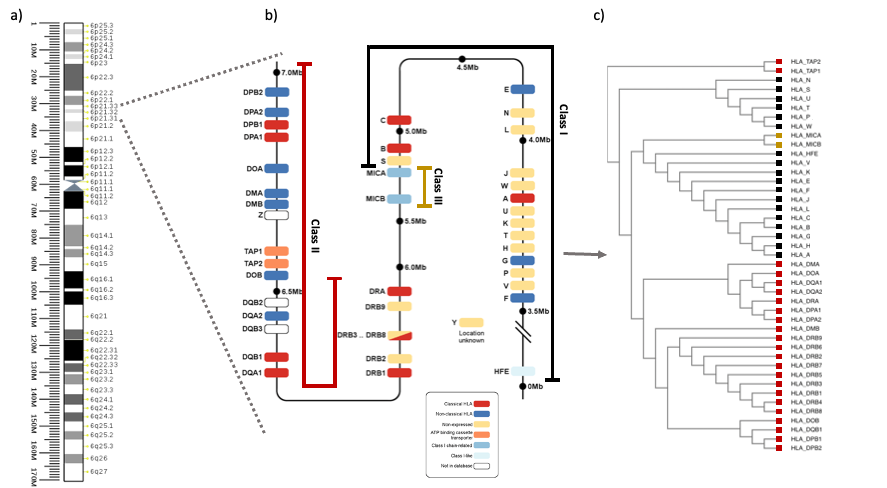 a)
1
10M
20M
30M
40M
50M
60M
70M
80M
90M
100M
110M
120M
130M
140M
150M
160M
170M
6p25.3
6p25.2
6p25.1
6p24.3
6p24.2
6p24.1
6p23
6p22.3
6p22.2
6p22.1
6p21.33
6p21.32
6p21.31
6p21.2
6p21.1
6p12.3
6p12.2
6p12.1
6p11.2
6p11.1
6q11.1
6q11.2
6q12
6q13
6q14.1
6q14.2
6q14.3
6q15
6q16.1
6q16.2
6q16.3
6q21
6q22.1
6q22.2
6q22.31
6q22.32
6q22.33
6q23.1
6q23.2
6q23.3
6q24.1
6q24.2
6q24.3
6q25.1
6q25.2
6q25.3
6q26
6q27
b)
7.0Mb
DPB2
DPA2
DPB1
DPA1
DOA
DMA
DMB
Z
TAP1
TAP2
DOB
6.5Mb
DQB2
DQA2
DQB3
DQB1
DQA1
Class II
C
5.0Mb
B
S
MICA
MICB
Class III
5.5Mb
6.0Mb
DRA
DRB9
DRB3 .. DRB8
DRB2
DRB1
4.5Mb
E
N
L
4.0Mb
J
W
A
U
K
T
H
G
P
V
F
3.5Mb
HFE
0Mb
Class I
Y
Location
unknown
Classical HLA
Non-classical HLA
Non-expressed
ATP binding cassette
transporter
Class I chain-related
Class I-like
Not in database
c)
HLA_TAP2
HLA_TAP1
HLA_N
HLA_S
HLA_U
HLA_T
HLA_P
HLA_W
HLA_MICA
HLA_MICB
HLA_HFE
HLA_V
HLA_K
HLA_E
HLA_F
HLA_J
HLA_L
HLA_C
HLA_B
HLA_G
HLA_H
HLA_A
HLA_DMA
HLA_DOA
HLA_DQA1
HLA_DQA2
HLA_DRA
HLA_DPA1
HLA_DPA2
HLA_DMB
HLA_DRB9
HLA_DRB6
HLA_DRB2
HLA_DRB7
HLA_DRB5
HLA_DRB3
HLA_DRB1
HLA_DRB4
HLA_DRB8
HLA_DOB
HLA_DQB1
HLA_DPB1
HLA_DPB2